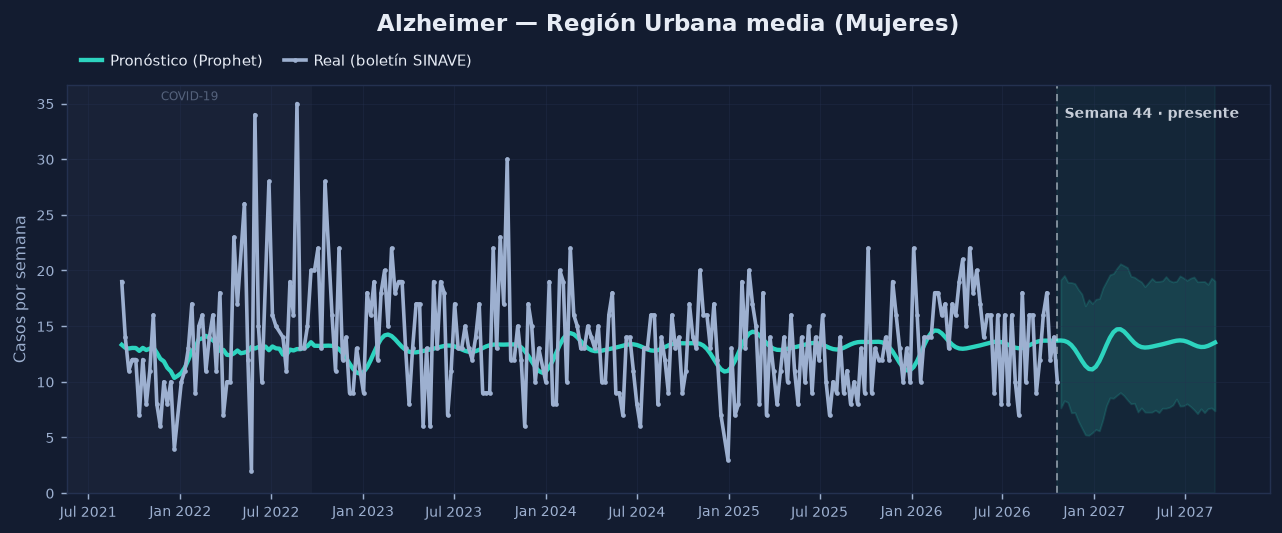 Alzheimer — Región Urbana media (Mujeres)
Pronóstico (Prophet)
Real (boletín SINAVE)
COVID-19
Semana 44 · presente
Casos por semana
35
30
25
20
15
10
5
0
Jul 2021
Jan 2022
Jul 2022
Jan 2023
Jul 2023
Jan 2024
Jul 2024
Jan 2025
Jul 2025
Jan 2026
Jul 2026
Jan 2027
Jul 2027